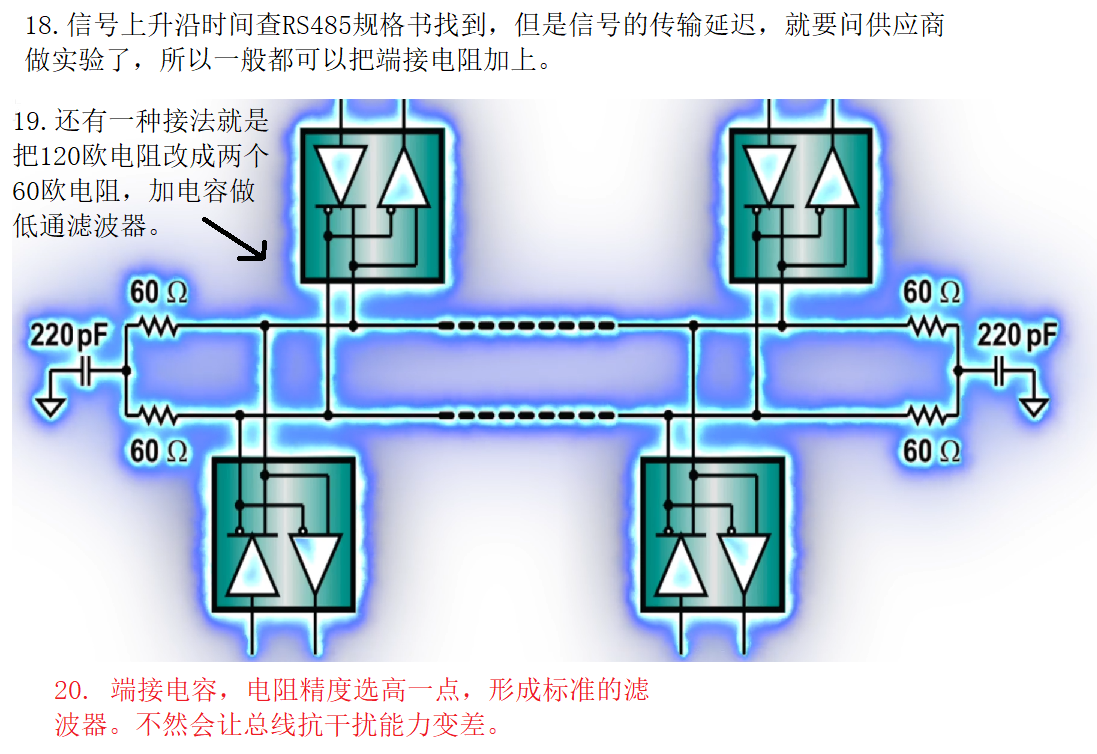 18.信号上升沿时间查RS485规格书找到，但是信号的传输延迟，就要问供应商
做实验了，所以一般都可以把端接电阻加上。
19.还有一种接法就是
把120欧电阻改成两个
60欧电阻，加电容做
低通滤波器。
60 Ω
60 Ω
220 pF
220 pF
60 Ω
60 Ω
20. 端接电容，电阻精度选高一点，形成标准的滤
波器。不然会让总线抗干扰能力变差。